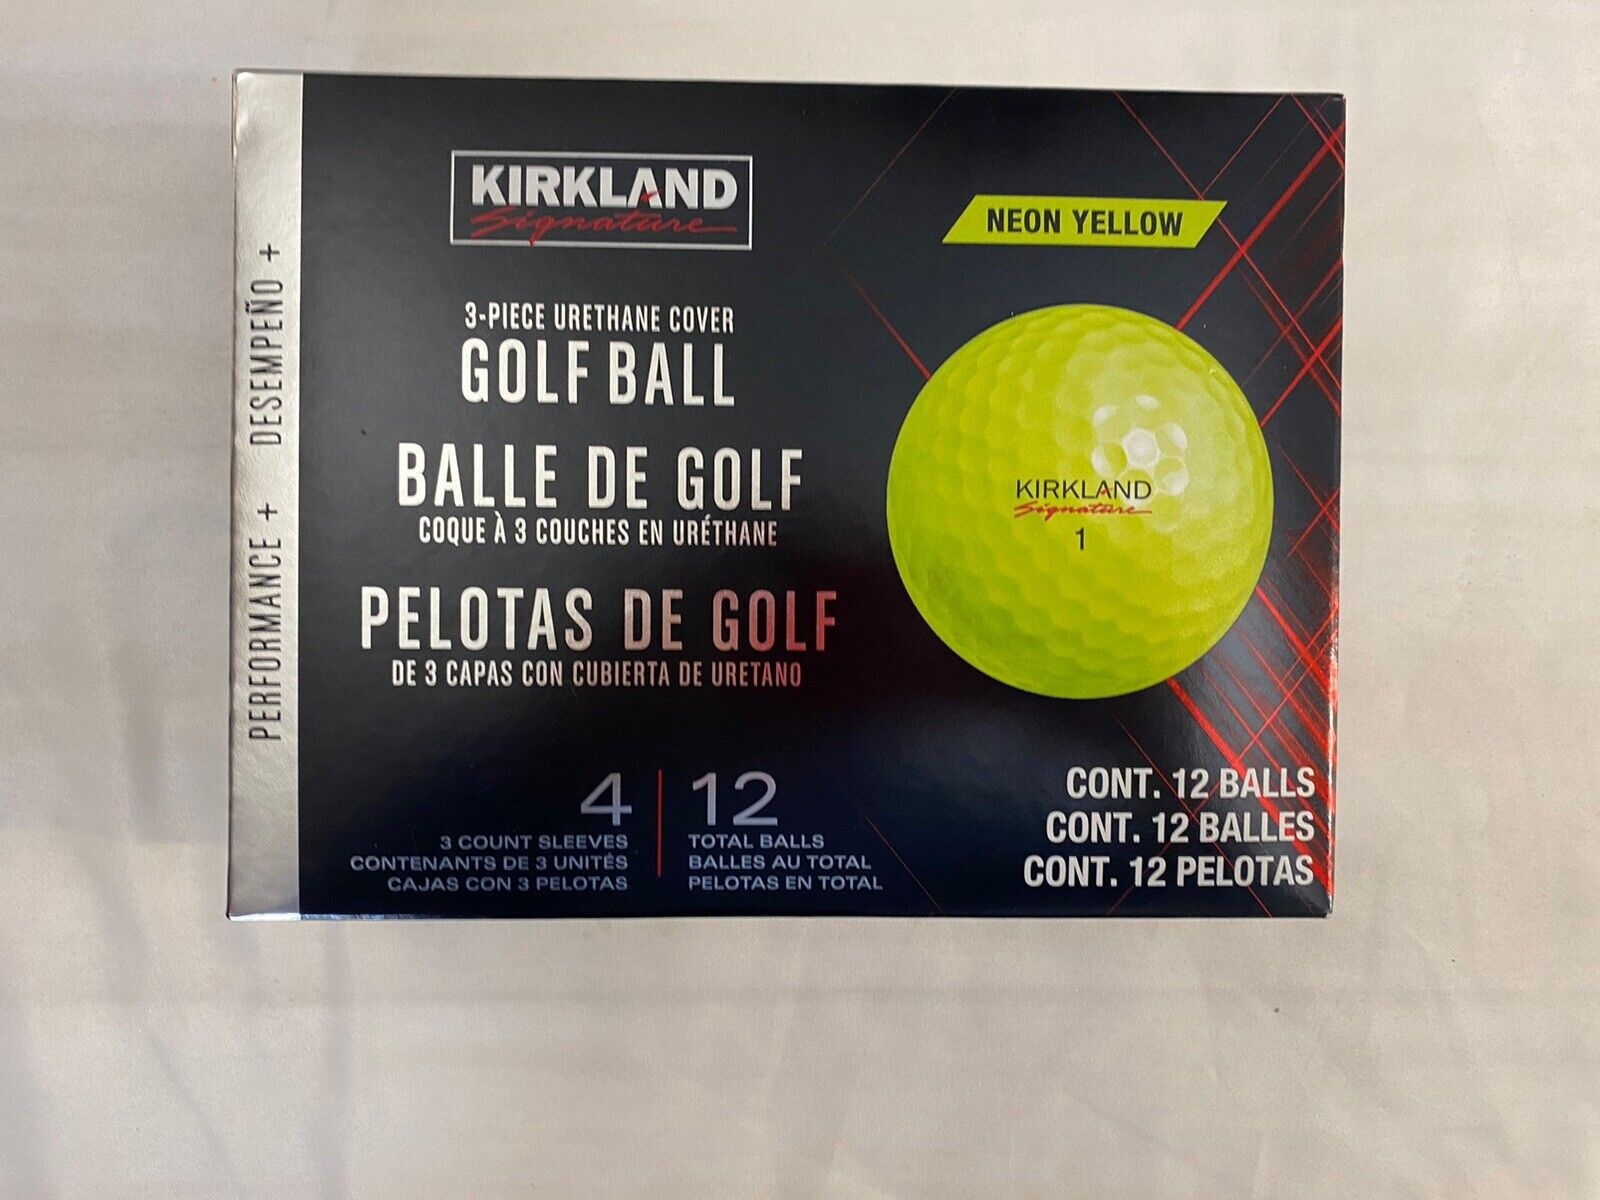 PERFORMANCE + DESEMPEÑO +
KIRKLAND
Signature
3-PIECE URETHANE COVER
GOLF BALL
BALLE DE GOLF
COQUE À 3 COUCHES EN URÉTHANE
PELOTAS DE GOLF
DE 3 CAPAS CON CUBIERTA DE URETANO
4
3 COUNT SLEEVES
CONTENANTS DE 3 UNITÉS
CAJAS CON 3 PELOTAS
12
TOTAL BALLS
BALLES AU TOTAL
PELOTAS EN TOTAL
NEON YELLOW
KIRKLAND
Signature
1
CONT. 12 BALLS
CONT. 12 BALLES
CONT. 12 PELOTAS